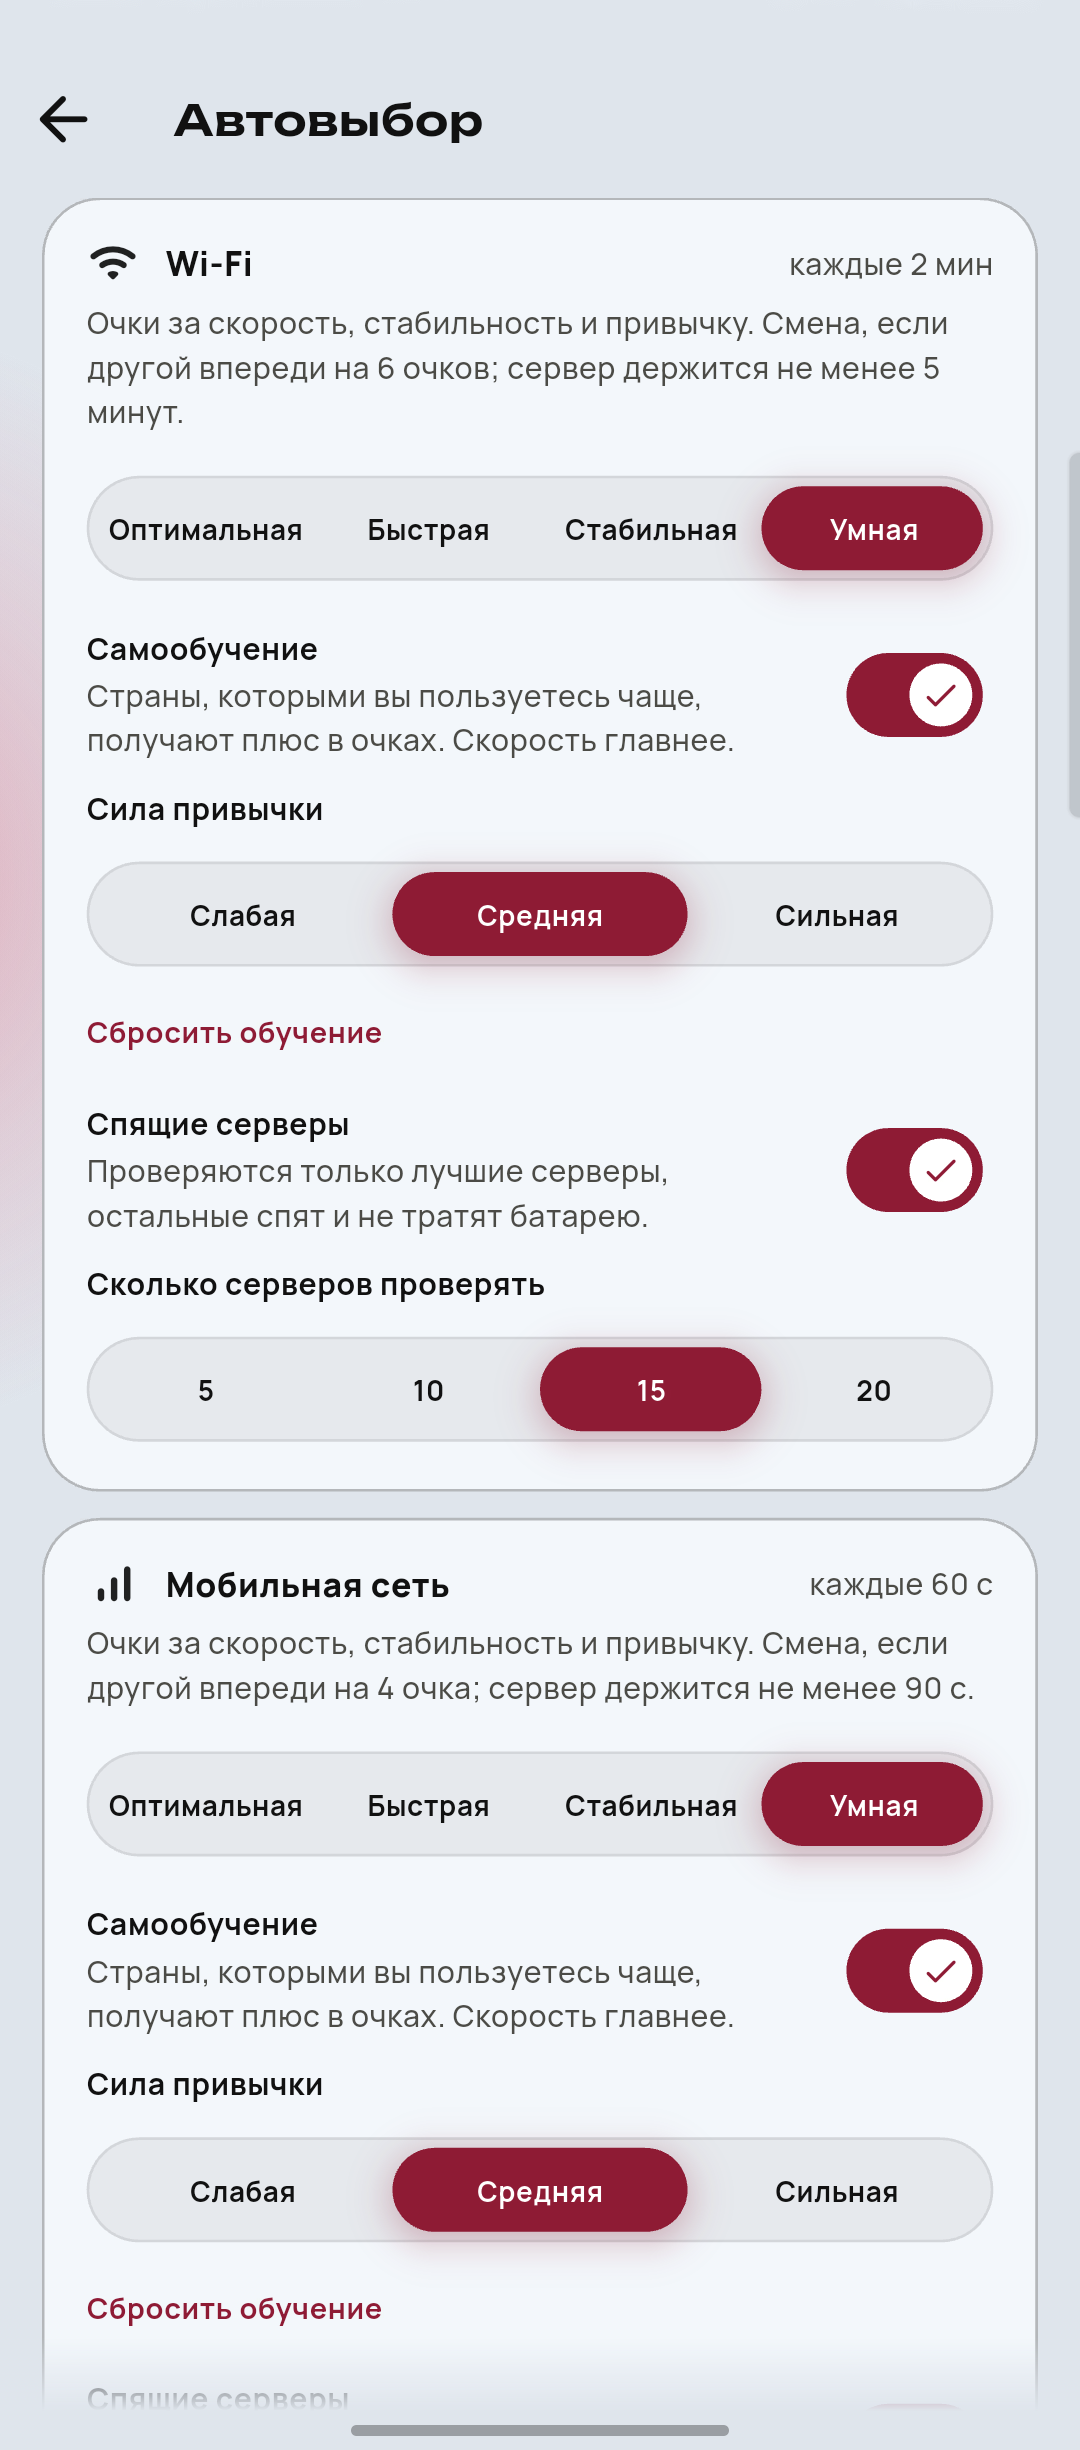 Автовыбор
Wi-Fi
каждые 2 мин
Очки за скорость, стабильность и привычку. Смена, если
другой впереди на 6 очков; сервер держится не менее 5
минут.
Оптимальная Быстрая Стабильная Умная
Самообучение
Страны, которыми вы пользуетесь чаще,
получают плюс в очках. Скорость главнее.
Сила привычки
Слабая Средняя Сильная
Сбросить обучение
Спящие серверы
Проверяются только лучшие серверы,
остальные спят и не тратят батарею.
Сколько серверов проверять
5 10 15 20
Мобильная сеть
каждые 60 с
Очки за скорость, стабильность и привычку. Смена, если
другой впереди на 4 очка; сервер держится не менее 90 с.
Оптимальная Быстрая Стабильная Умная
Самообучение
Страны, которыми вы пользуетесь чаще,
получают плюс в очках. Скорость главнее.
Сила привычки
Слабая Средняя Сильная
Сбросить обучение
Спящие серверы